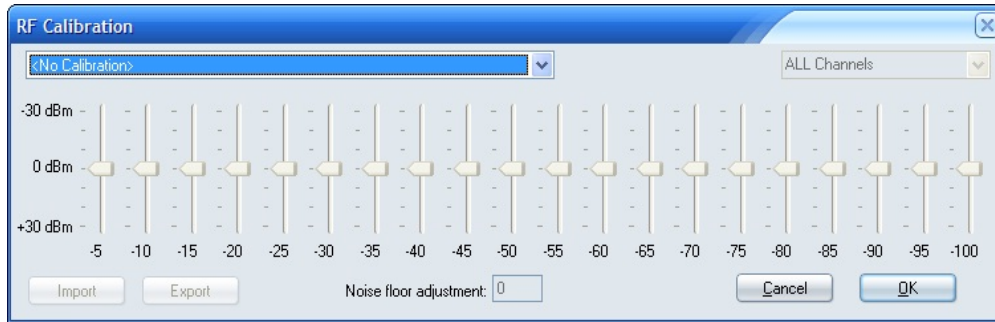 RF Calibration
<No Calibration>
ALL Channels
-30 dBm
0 dBm
+30 dBm
-5 -10 -15 -20 -25 -30 -35 -40 -45 -50 -55 -60 -65 -70 -75 -80 -85 -90 -95 -100
Import Export Noise floor adjustment: 0 Cancel OK